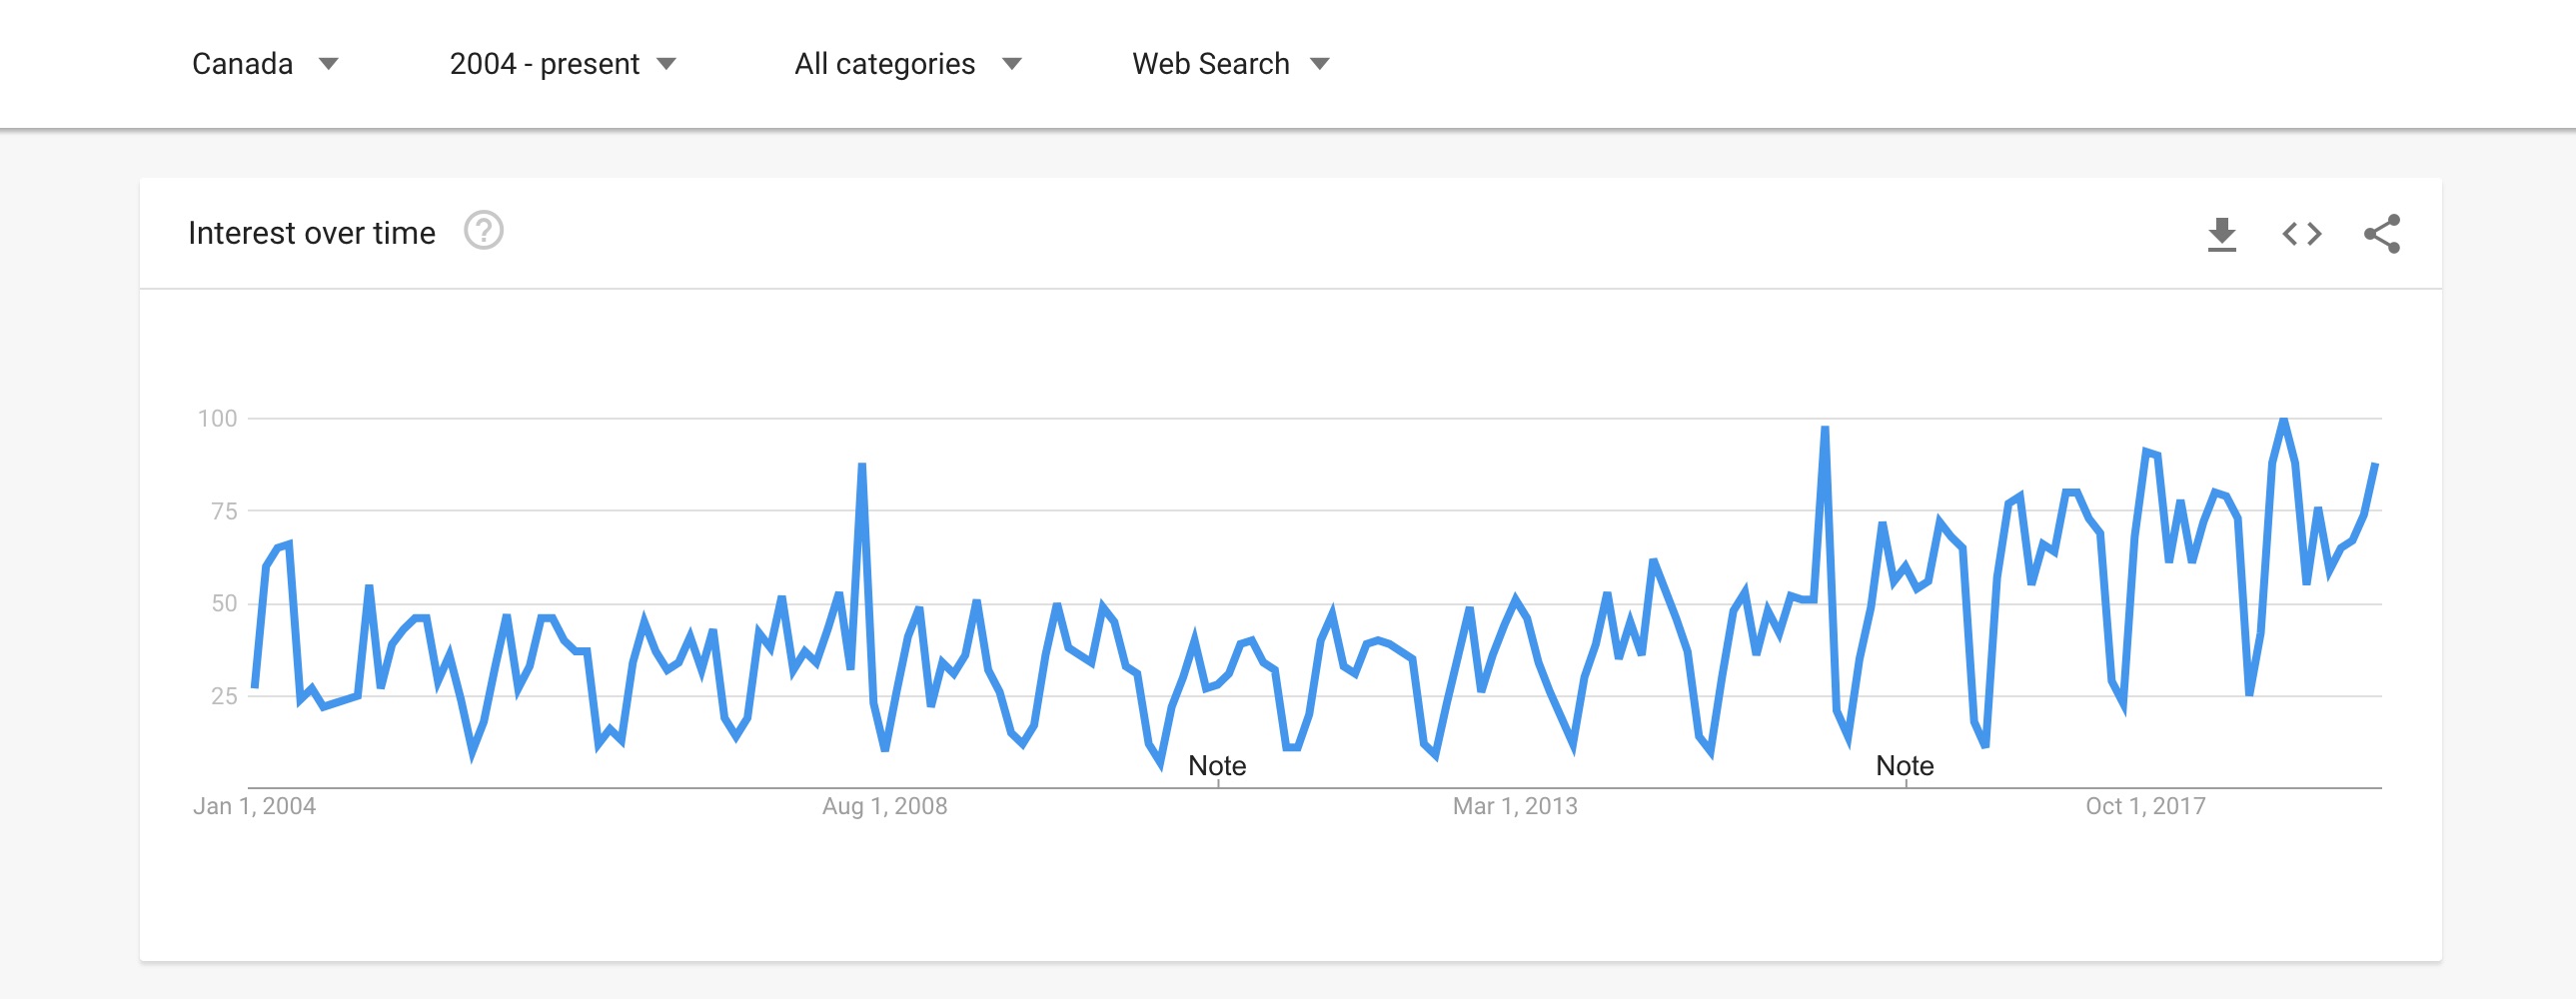 Canada 2004 - present All categories Web Search
Interest over time ?
100
75
50
25
Note Note
Jan 1, 2004 Aug 1, 2008 Mar 1, 2013 Oct 1, 2017